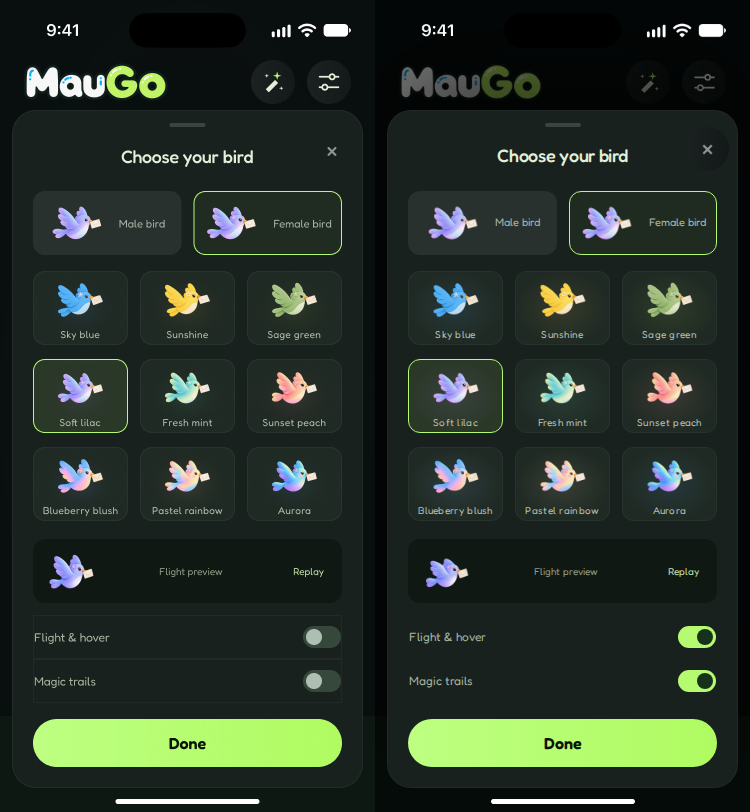 9:41
MauGo
Choose your bird
Male bird
Female bird
Sky blue
Sunshine
Sage green
Soft lilac
Fresh mint
Sunset peach
Blueberry blush
Pastel rainbow
Aurora
Flight preview
Replay
Flight & hover
Magic trails
Done
9:41
MauGo
Choose your bird
Male bird
Female bird
Sky blue
Sunshine
Sage green
Soft lilac
Fresh mint
Sunset peach
Blueberry blush
Pastel rainbow
Aurora
Flight preview
Replay
Flight & hover
Magic trails
Done